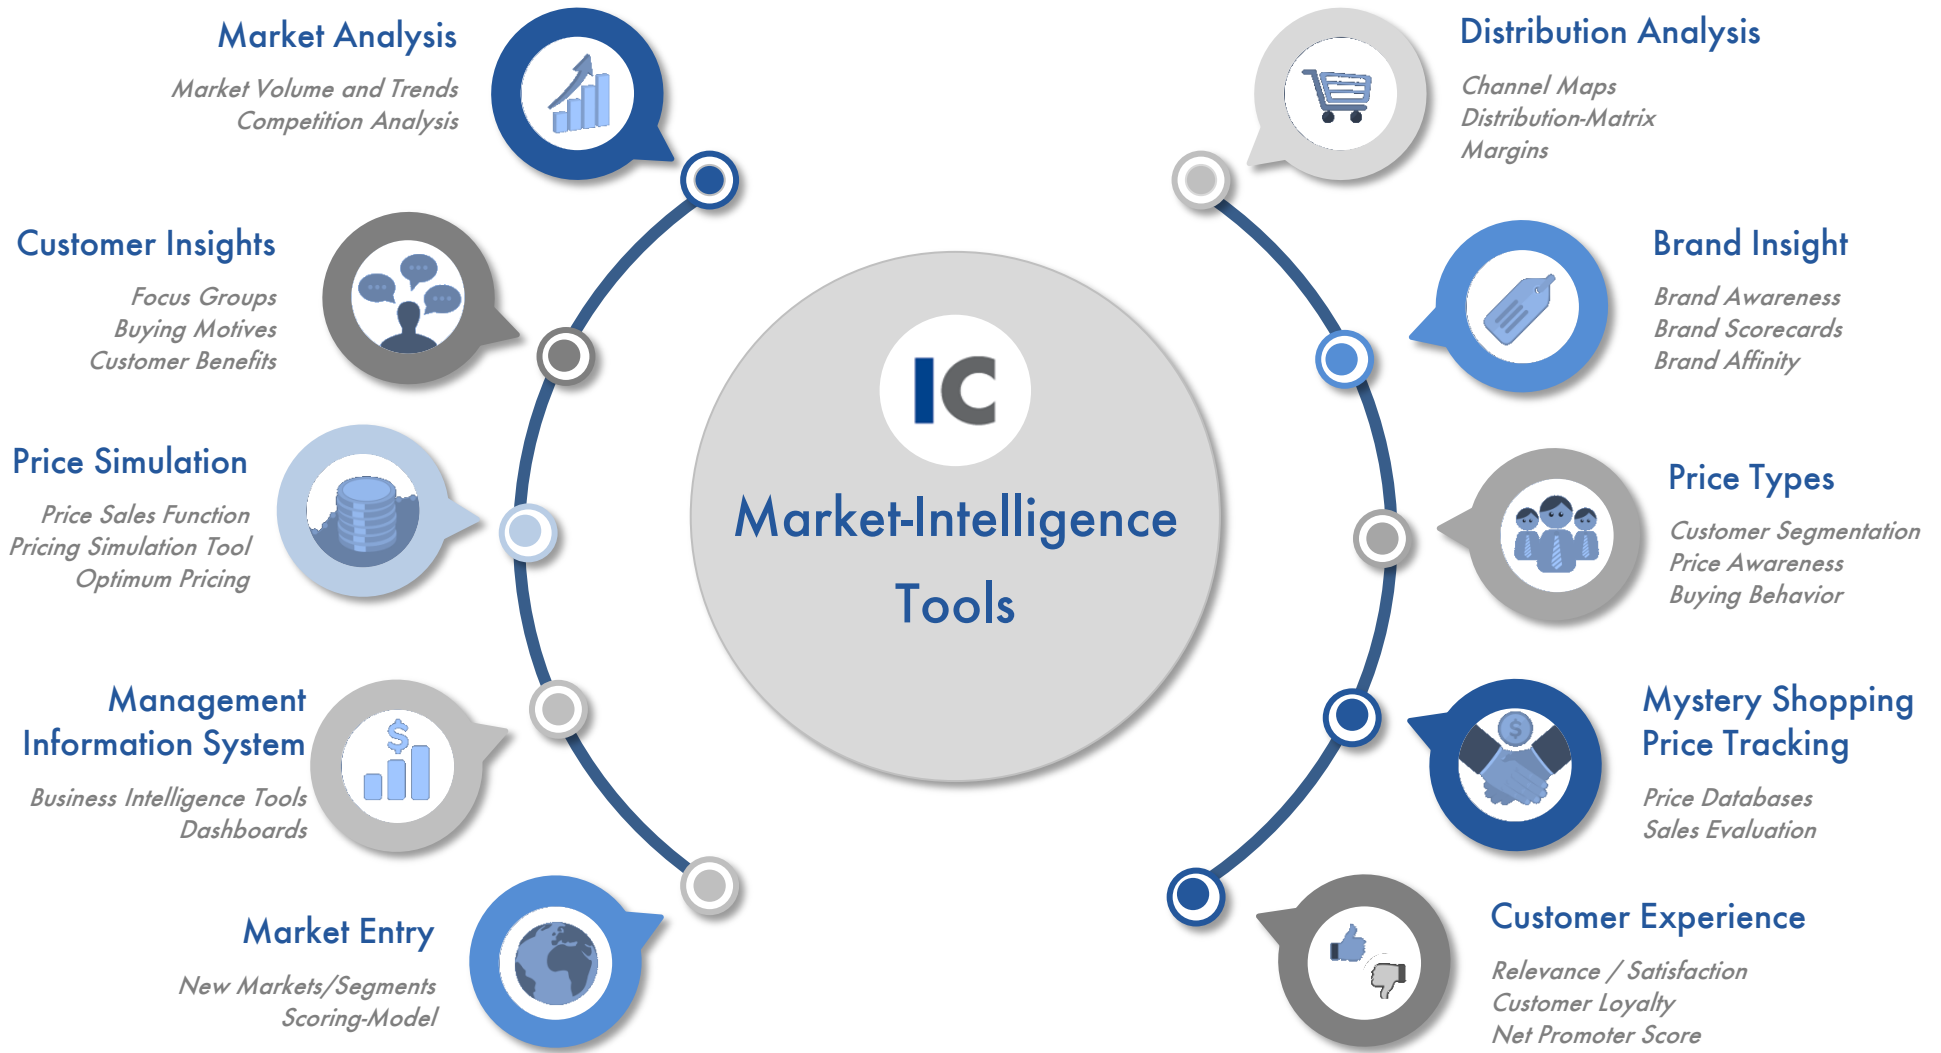 Market Analysis
Market Volume and Trends
Competition Analysis
Customer Insights
Focus Groups
Buying Motives
Customer Benefits
Price Simulation
Price Sales Function
Pricing Simulation Tool
Optimum Pricing
Management
Information System
$
Business Intelligence Tools
Dashboards
Market Entry
New Markets/Segments
Scoring-Model
IC
Market-Intelligence
Tools
Distribution Analysis
Channel Maps
Distribution-Matrix
Margins
Brand Insight
Brand Awareness
Brand Scorecards
Brand Affinity
Price Types
Customer Segmentation
Price Awareness
Buying Behavior
Mystery Shopping
Price Tracking
$
Price Databases
Sales Evaluation
Customer Experience
Relevance / Satisfaction
Customer Loyalty
Net Promoter Score